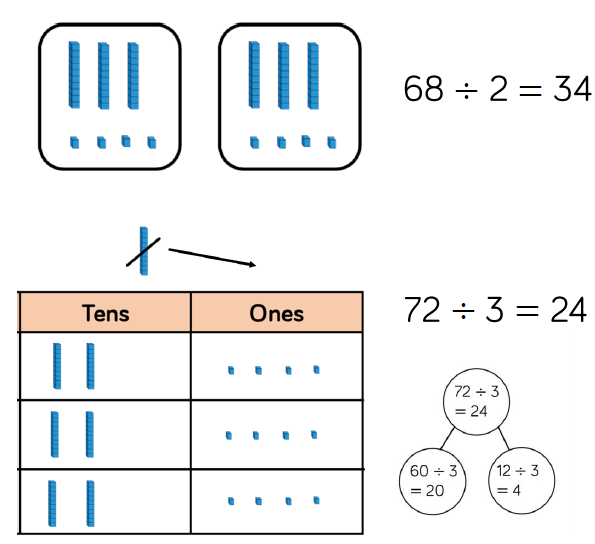 68 ÷ 2 = 34
Tens Ones
72 ÷ 3 = 24
72 ÷ 3
= 24
60 ÷ 3
= 20
12 ÷ 3
= 4